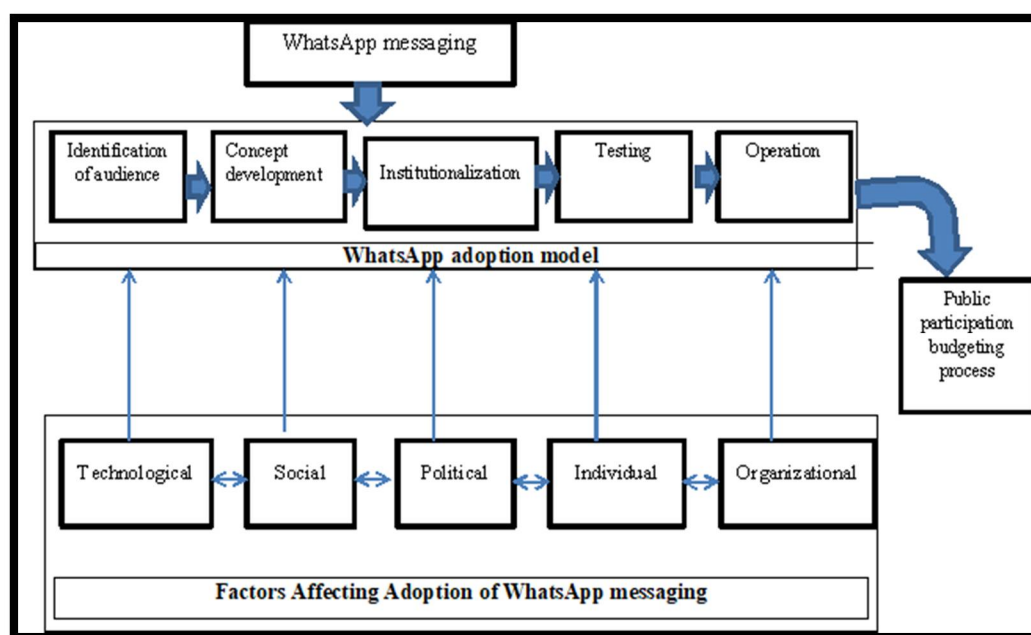 WhatsApp messaging
Identification
of audience
Concept
development
Institutionalization
Testing
Operation
WhatsApp adoption model
Public
participation
budgeting
process
Technological
Social
Political
Individual
Organizational
Factors Affecting Adoption of WhatsApp messaging